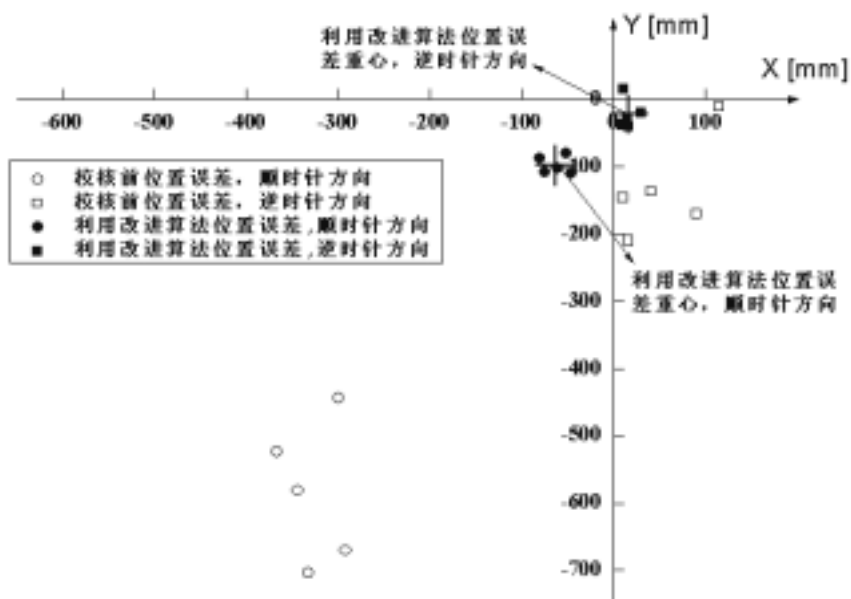 Y [mm]
利用改进算法位置误
差重心，逆时针方向
X [mm]
0
-600
-500
-400
-300
-200
-100
0
100
○ 校核前位置误差，顺时针方向
□ 校核前位置误差，逆时针方向
● 利用改进算法位置误差,顺时针方向
■ 利用改进算法位置误差,逆时针方向
-100
-200
利用改进算法位置误
差重心，顺时针方向
-300
-400
-500
-600
-700